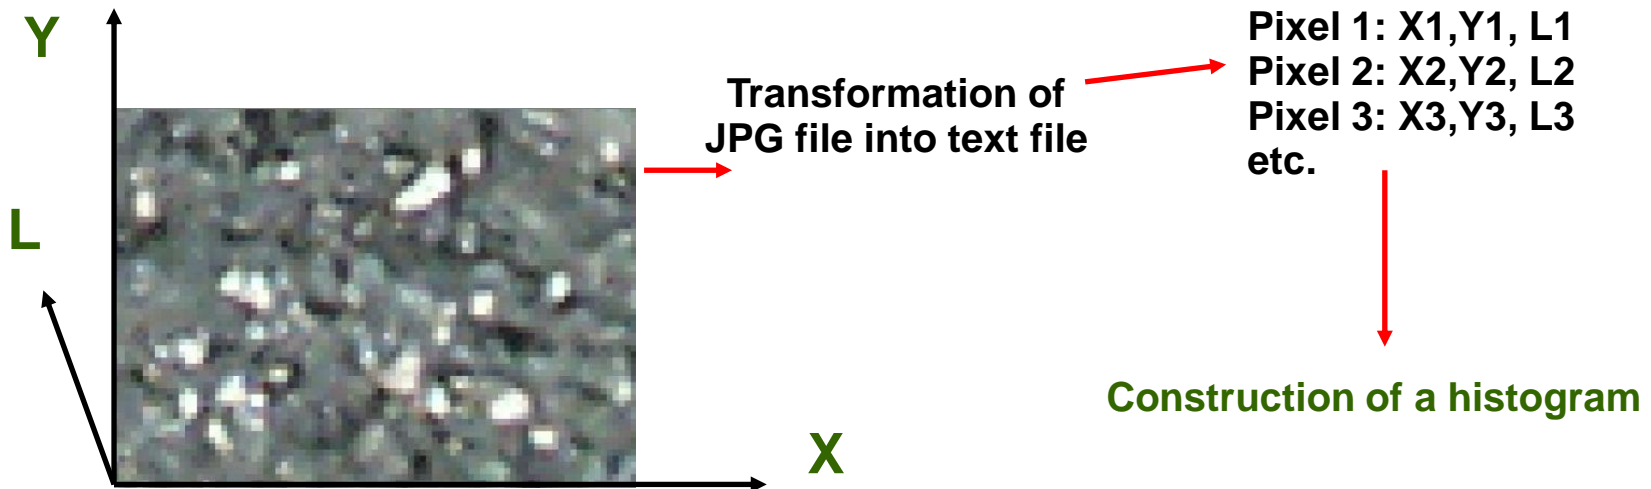 Y
L
X
Transformation of
JPG file into text file
Pixel 1: X1,Y1, L1
Pixel 2: X2,Y2, L2
Pixel 3: X3,Y3, L3
etc.
Construction of a histogram